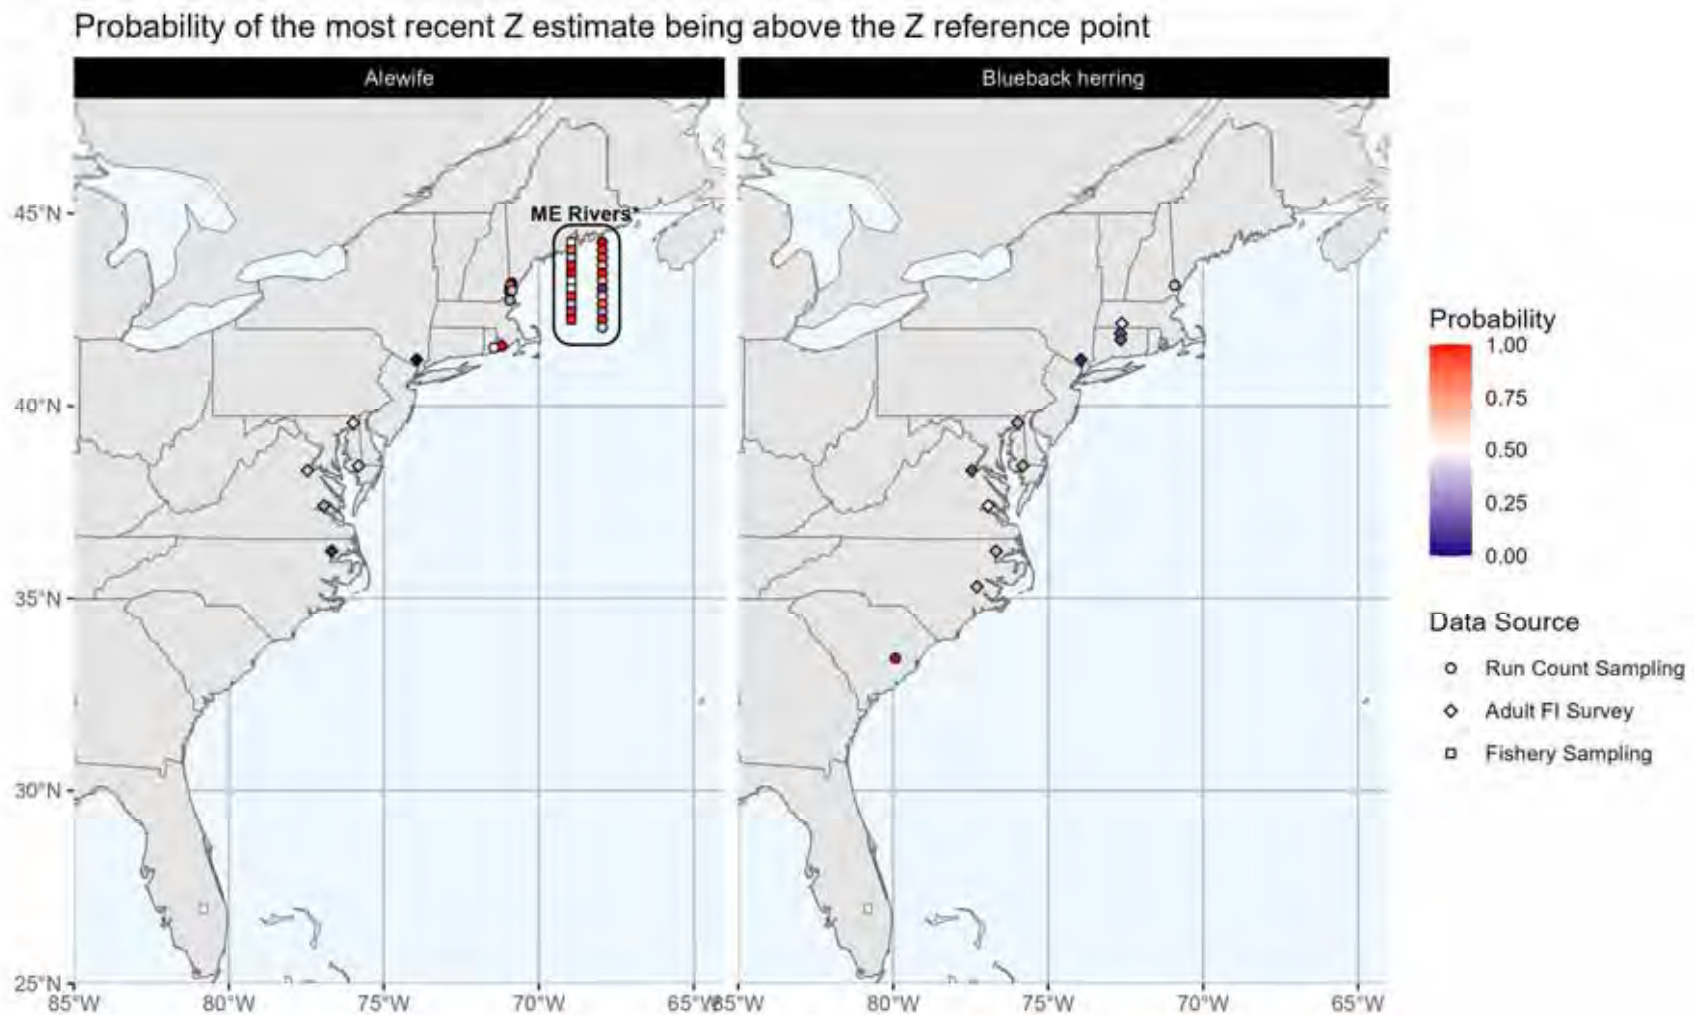 Probability of the most recent Z estimate being above the Z reference point
Alewife
Blueback herring
ME Rivers*
45°N
40°N
35°N
30°N
25°N
85°W
80°W
75°W
70°W
65°W
85°W
80°W
75°W
70°W
65°W
Probability
1.00
0.75
0.50
0.25
0.00
Data Source
Run Count Sampling
Adult FI Survey
Fishery Sampling